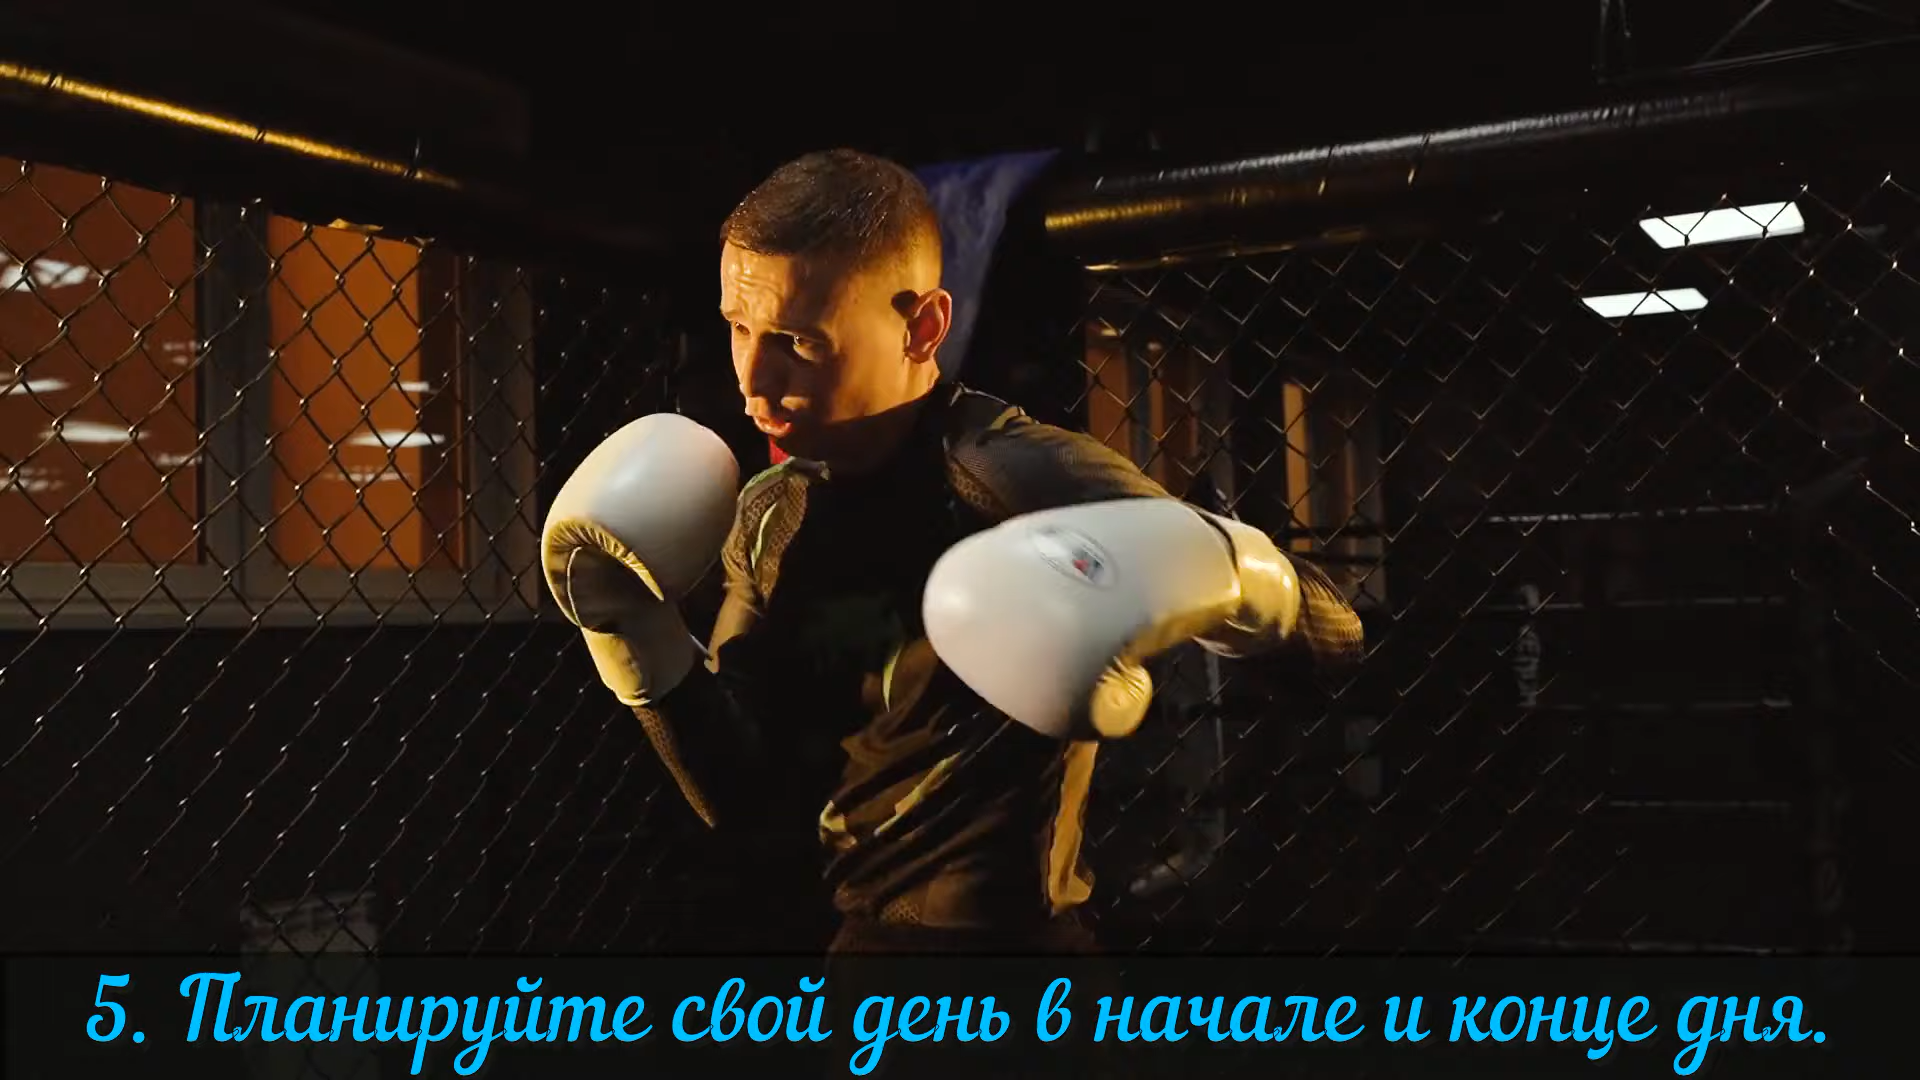 5. Планируйте свой день в начале и конце дня.